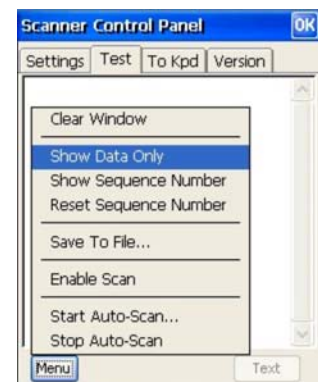 Scanner Control Panel OK
Settings Test To Kpd Version
Clear Window
Show Data Only
Show Sequence Number
Reset Sequence Number
Save To File...
Enable Scan
Start Auto-Scan...
Stop Auto-Scan
Menu Text